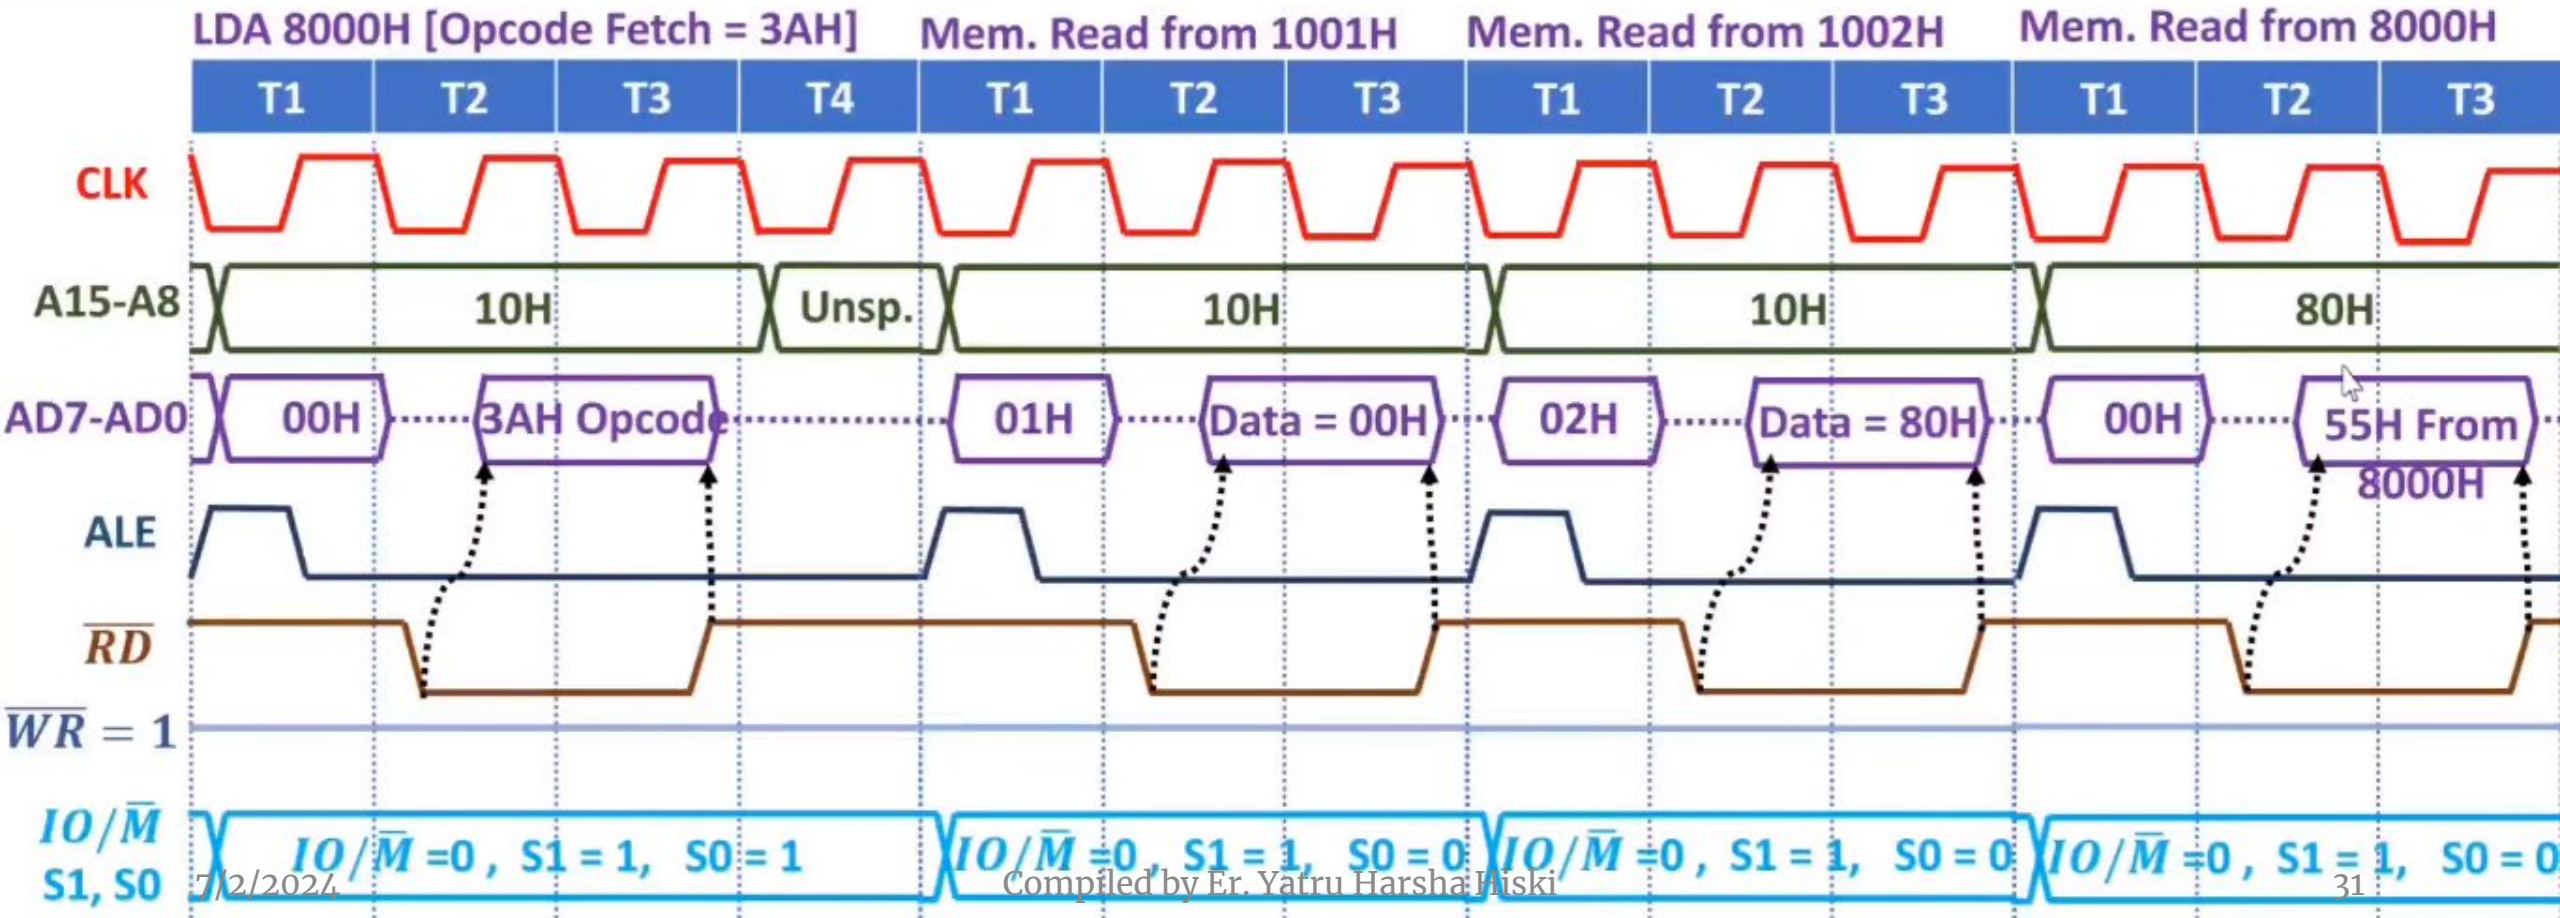 LDA 8000H [Opcode Fetch = 3AH] Mem. Read from 1001H Mem. Read from 1002H Mem. Read from 8000H
T1 T2 T3 T4 T1 T2 T3 T1 T2 T3 T1 T2 T3
CLK
A15-A8 10H Unsp. 10H 10H 80H
AD7-AD0 00H 3AH Opcode 01H Data = 00H 02H Data = 80H 00H 55H From
8000H
ALE
R̅D̅
W̅R̅ = 1
IO/M̅
IO/M̅ =0 , S1 = 1, S0 = 1 IO/M̅ =0 , S1 = 1, S0 = 0 IO/M̅ =0 , S1 = 1, S0 = 0 IO/M̅ =0 , S1 = 1, S0 = 0
S1, S0
7/2/2024 Compiled by Er. Yatru Harsha Hiski 31